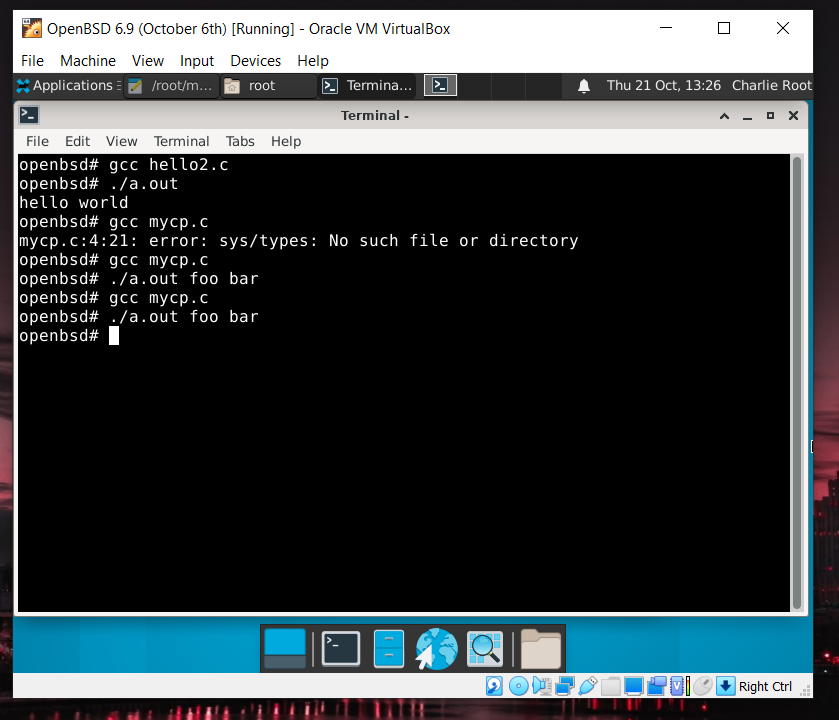 OpenBSD 6.9 (October 6th) [Running] - Oracle VM VirtualBox
File Machine View Input Devices Help
Applications /root/m... root Termina... Thu 21 Oct, 13:26 Charlie Root
Terminal -
File Edit View Terminal Tabs Help
openbsd# gcc hello2.c
openbsd# ./a.out
hello world
openbsd# gcc mycp.c
mycp.c:4:21: error: sys/types: No such file or directory
openbsd# gcc mycp.c
openbsd# ./a.out foo bar
openbsd# gcc mycp.c
openbsd# ./a.out foo bar
openbsd#
Right Ctrl